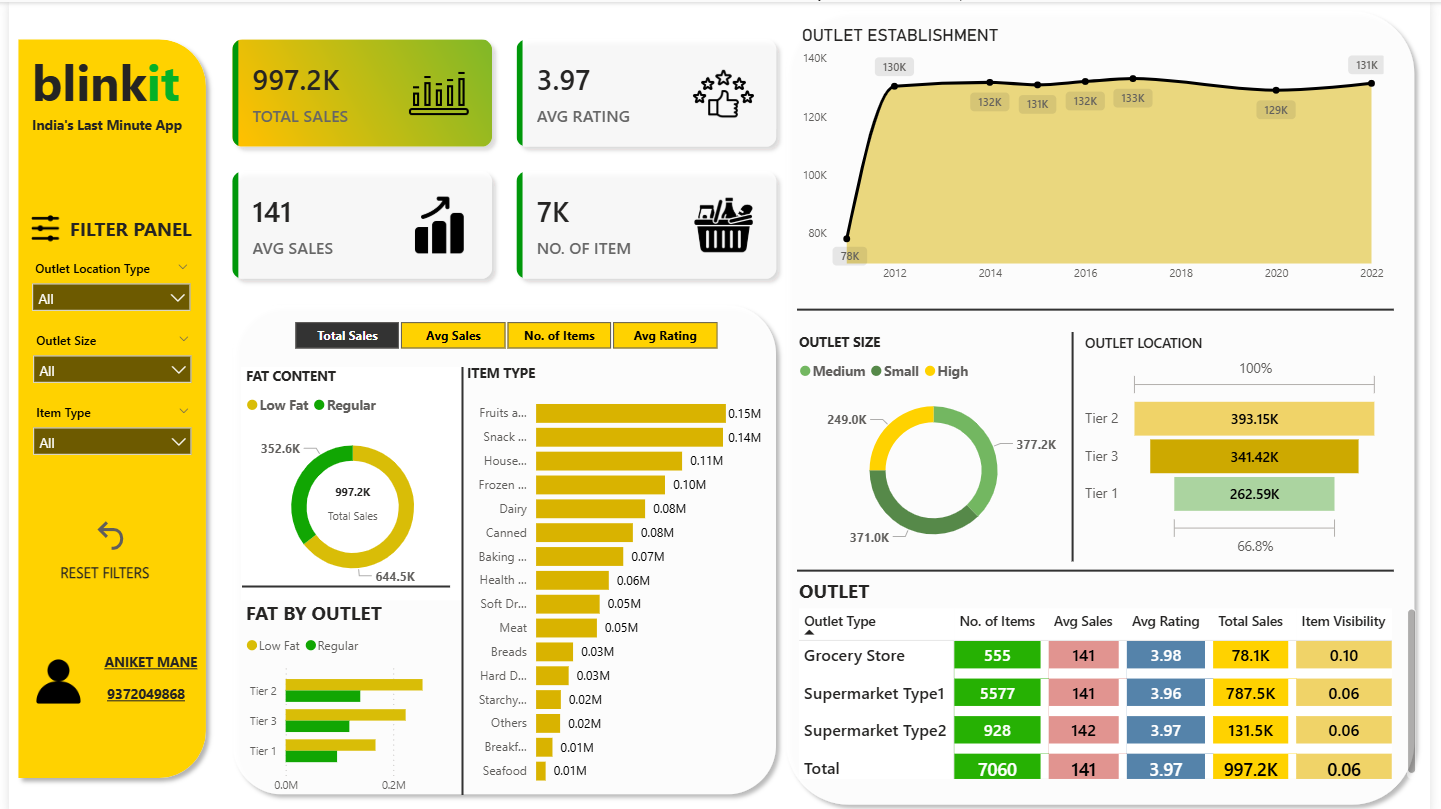 blinkit
India's Last Minute App
FILTER PANEL
Outlet Location Type
All
Outlet Size
All
Item Type
All
RESET FILTERS
ANIKET MANE
9372049868
997.2K
TOTAL SALES
3.97
AVG RATING
141
AVG SALES
7K
NO. OF ITEM
Total Sales
Avg Sales
No. of Items
Avg Rating
FAT CONTENT
Low Fat Regular
352.6K
997.2K
Total Sales
644.5K
FAT BY OUTLET
Low Fat Regular
Tier 2
Tier 3
Tier 1
0.0M 0.2M
ITEM TYPE
Fruits a... 0.15M
Snack ... 0.14M
House... 0.11M
Frozen ... 0.10M
Dairy 0.08M
Canned 0.08M
Baking ... 0.07M
Health ... 0.06M
Soft Dr... 0.05M
Meat 0.05M
Breads 0.03M
Hard D... 0.03M
Starchy... 0.02M
Others 0.02M
Breakf... 0.01M
Seafood 0.01M
OUTLET ESTABLISHMENT
140K
120K
100K
80K
78K
130K
132K
131K
132K
133K
129K
131K
2012 2014 2016 2018 2020 2022
OUTLET SIZE
Medium Small High
249.0K
377.2K
371.0K
OUTLET LOCATION
100%
Tier 2 393.15K
Tier 3 341.42K
Tier 1 262.59K
66.8%
OUTLET
Outlet Type No. of Items Avg Sales Avg Rating Total Sales Item Visibility
Grocery Store 555 141 3.98 78.1K 0.10
Supermarket Type1 5577 141 3.96 787.5K 0.06
Supermarket Type2 928 142 3.97 131.5K 0.06
Total 7060 141 3.97 997.2K 0.06